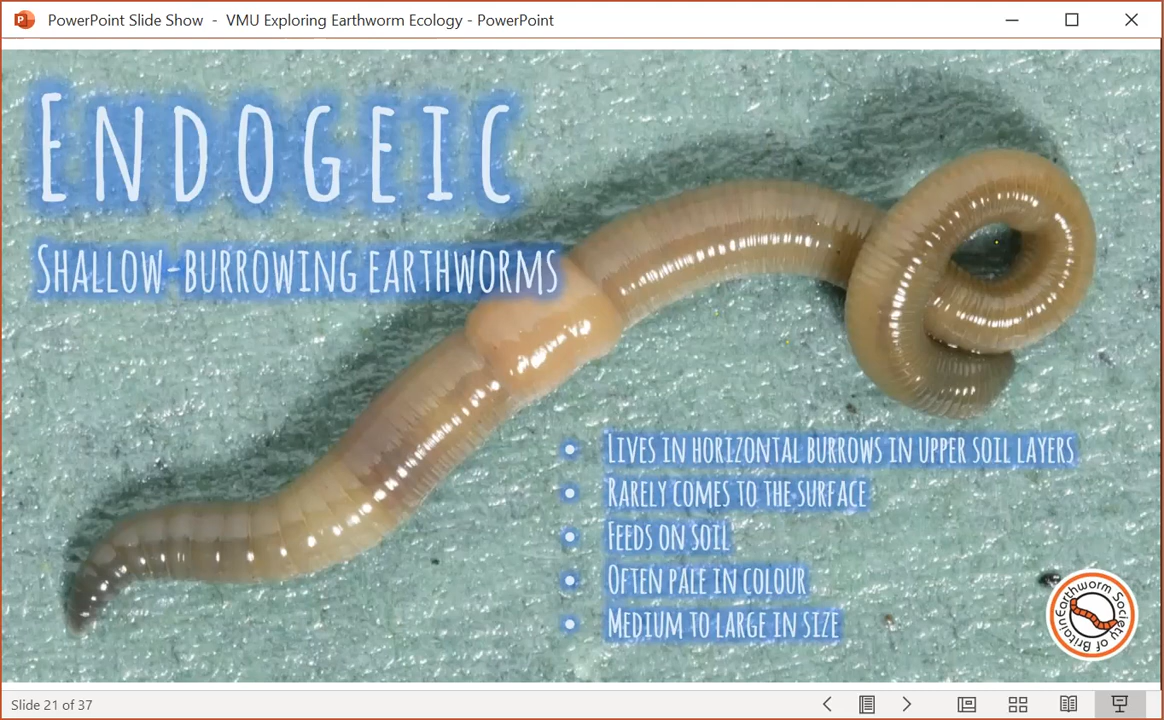 PowerPoint Slide Show - VMU Exploring Earthworm Ecology - PowerPoint
ENDOGEIC
SHALLOW-BURROWING EARTHWORMS
• LIVES IN HORIZONTAL BURROWS IN UPPER SOIL LAYERS
• RARELY COMES TO THE SURFACE
• FEEDS ON SOIL
• OFTEN PALE IN COLOUR
• MEDIUM TO LARGE IN SIZE
Earthworm Society of Britain
Slide 21 of 37